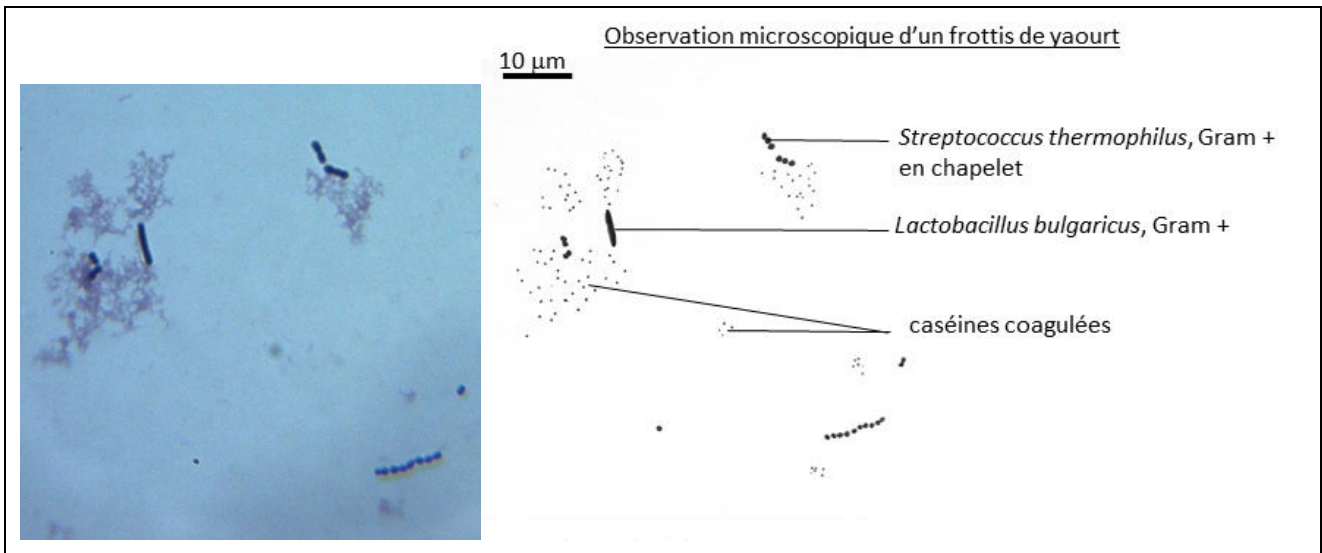 Observation microscopique d’un frottis de yaourt
10 µm
Streptococcus thermophilus, Gram +
en chapelet
Lactobacillus bulgaricus, Gram +
caséines coagulées